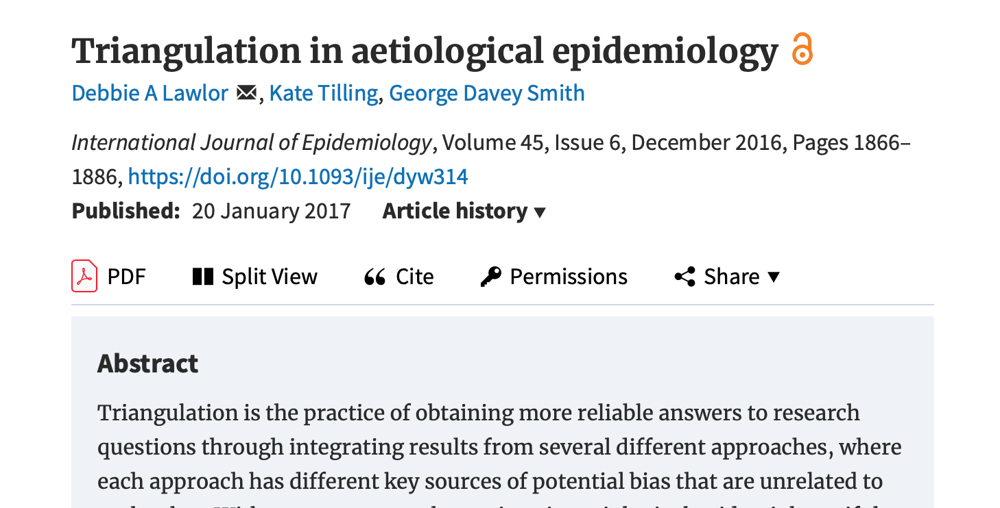 Triangulation in aetiological epidemiology
Debbie A Lawlor , Kate Tilling, George Davey Smith
International Journal of Epidemiology, Volume 45, Issue 6, December 2016, Pages 1866–
1886, https://doi.org/10.1093/ije/dyw314
Published: 20 January 2017 Article history
PDF Split View Cite Permissions Share
Abstract
Triangulation is the practice of obtaining more reliable answers to research
questions through integrating results from several different approaches, where
each approach has different key sources of potential bias that are unrelated to